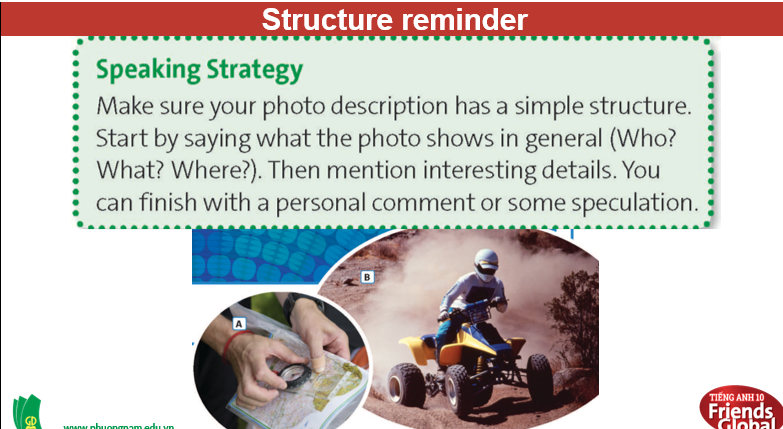 Structure reminder
Speaking Strategy
Make sure your photo description has a simple structure.
Start by saying what the photo shows in general (Who?
What? Where?). Then mention interesting details. You
can finish with a personal comment or some speculation.
B
A
GD
www.phuongnam.edu.vn
TIẾNG ANH 10
Friends
Global